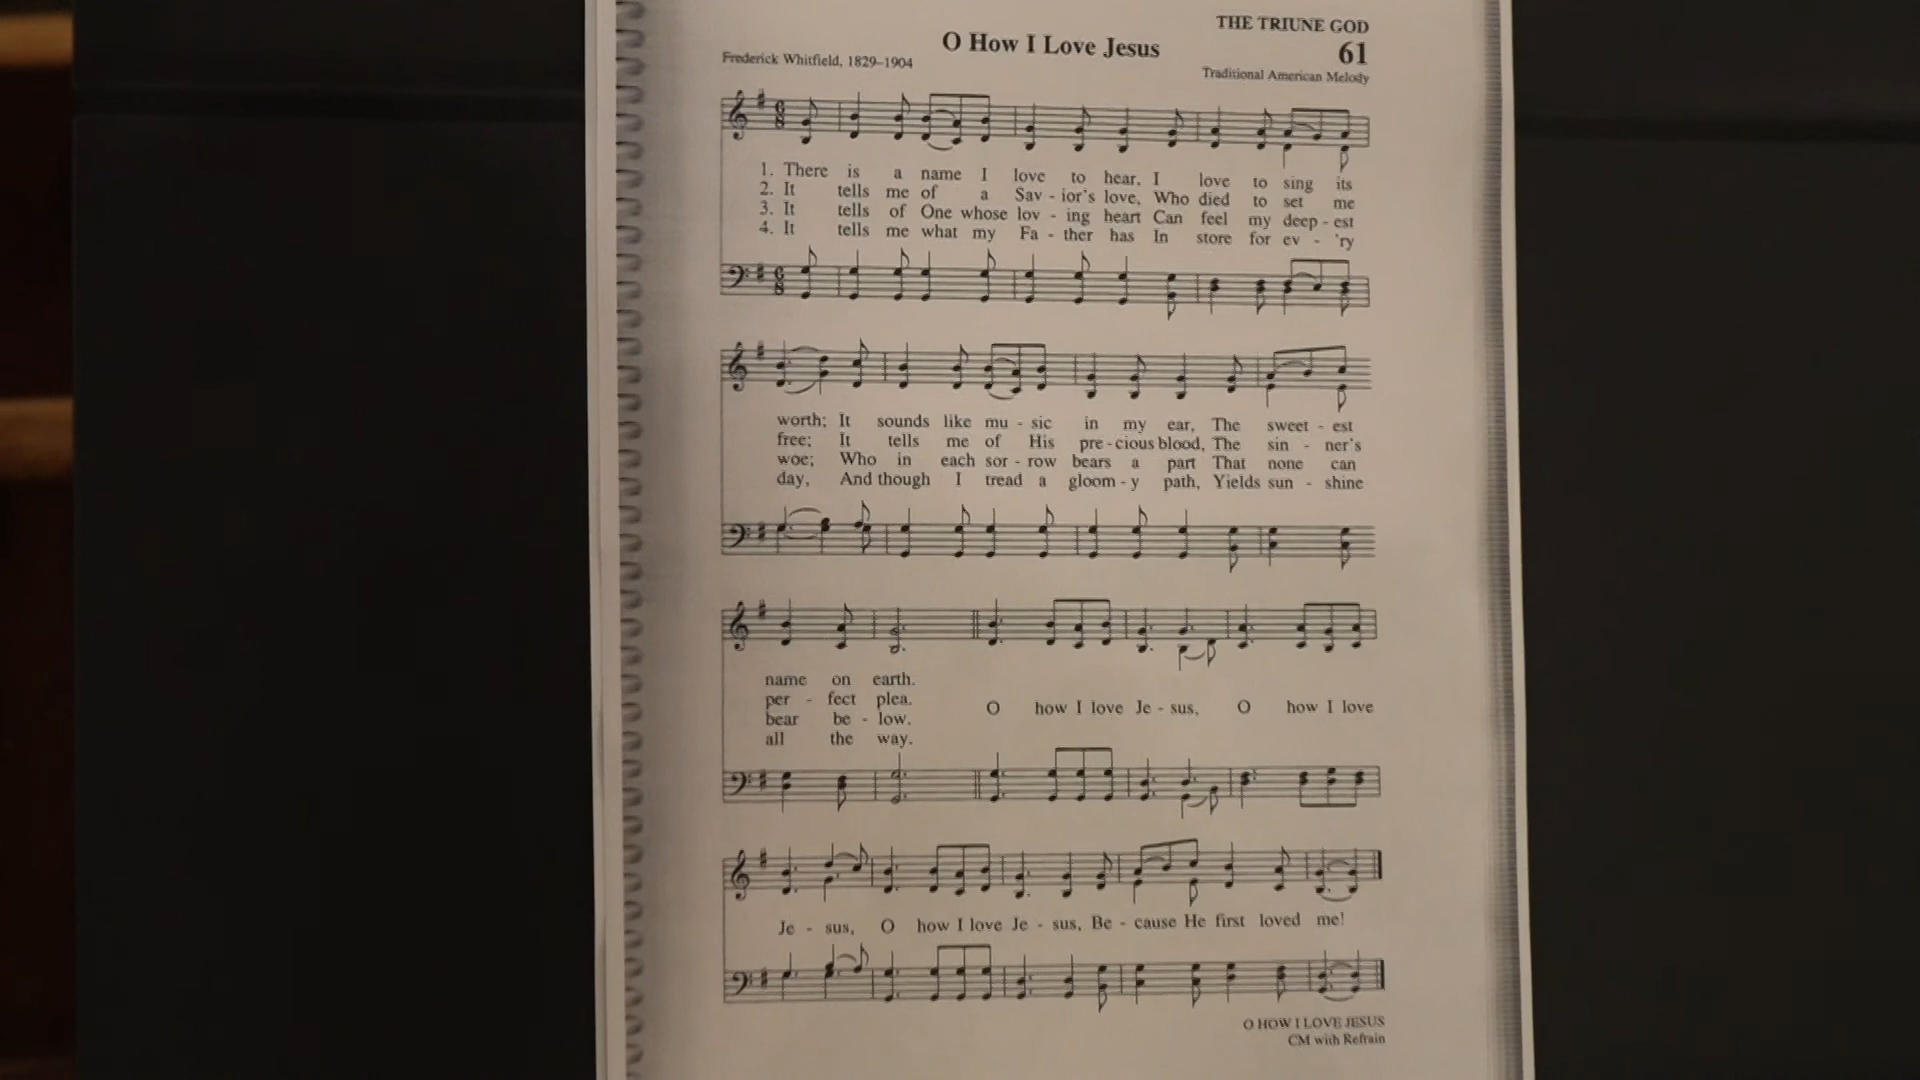 THE TRIUNE GOD
O How I Love Jesus
61
Frederick Whitfield, 1829–1904
Traditional American Melody
1. There is a name I love to hear, I love to sing its
2. It tells me of a Sav - ior's love, Who died to set me
3. It tells of One whose lov - ing heart Can feel my deep - est
4. It tells me what my Fa - ther has In store for ev - 'ry
worth; It sounds like mu - sic in my ear, The sweet - est
free; It tells me of His pre - cious blood, The sin - ner's
woe; Who in each sor - row bears a part That none can
day, And though I tread a gloom - y path, Yields sun - shine
name on earth.
per - fect plea.
bear be - low.
all the way.
O how I love Je - sus, O how I love
Je - sus, O how I love Je - sus, Be - cause He first loved me!
O HOW I LOVE JESUS
CM with Refrain